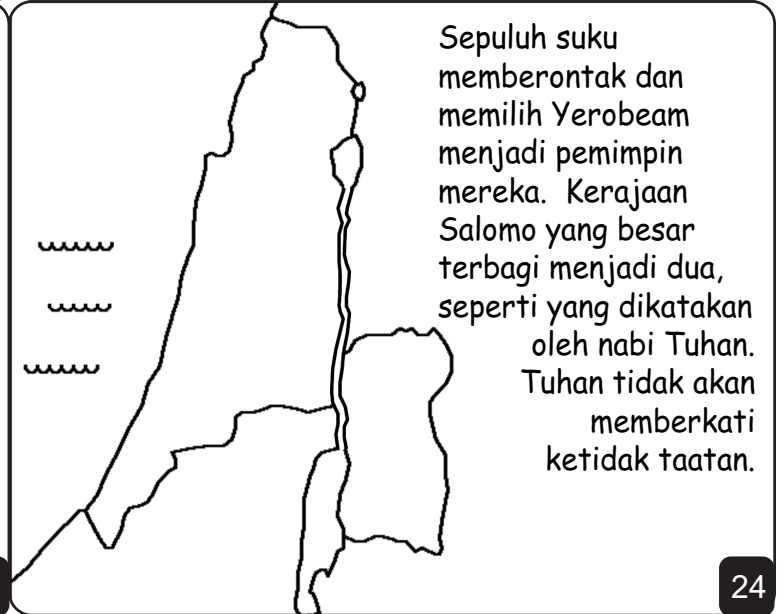 Sepuluh suku
memberontak dan
memilih Yerobeam
menjadi pemimpin
mereka.  Kerajaan
Salomo yang besar
terbagi menjadi dua,
seperti yang dikatakan
oleh nabi Tuhan.
Tuhan tidak akan
memberkati
ketidak taatan.
24